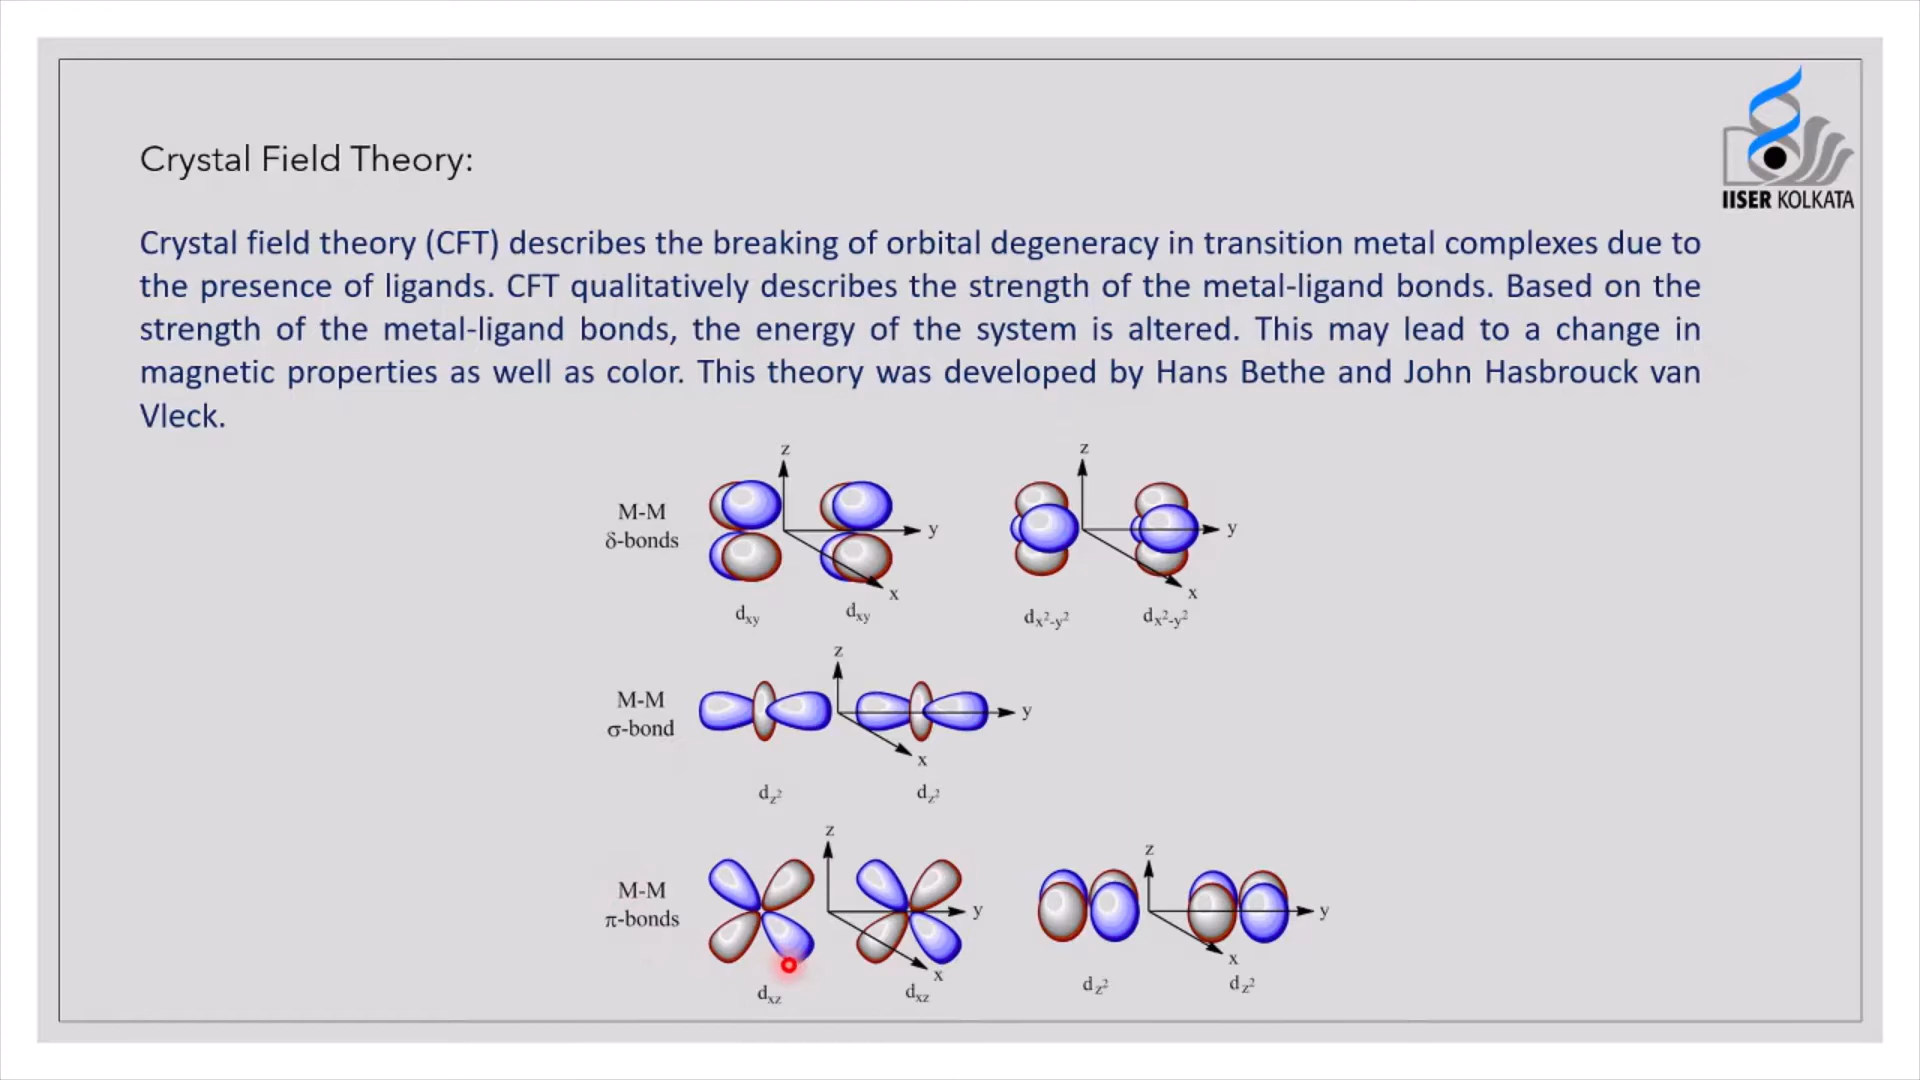 IISER KOLKATA
Crystal Field Theory:
Crystal field theory (CFT) describes the breaking of orbital degeneracy in transition metal complexes due to
the presence of ligands. CFT qualitatively describes the strength of the metal-ligand bonds. Based on the
strength of the metal-ligand bonds, the energy of the system is altered. This may lead to a change in
magnetic properties as well as color. This theory was developed by Hans Bethe and John Hasbrouck van
Vleck.
z z
M-M
δ-bonds
y y
x x
dxy dxy dx²-y² dx²-y²
z
M-M
σ-bond
y
x
dz² dz²
z z
M-M
π-bonds
y y
x x
dxz dxz dz² dz²